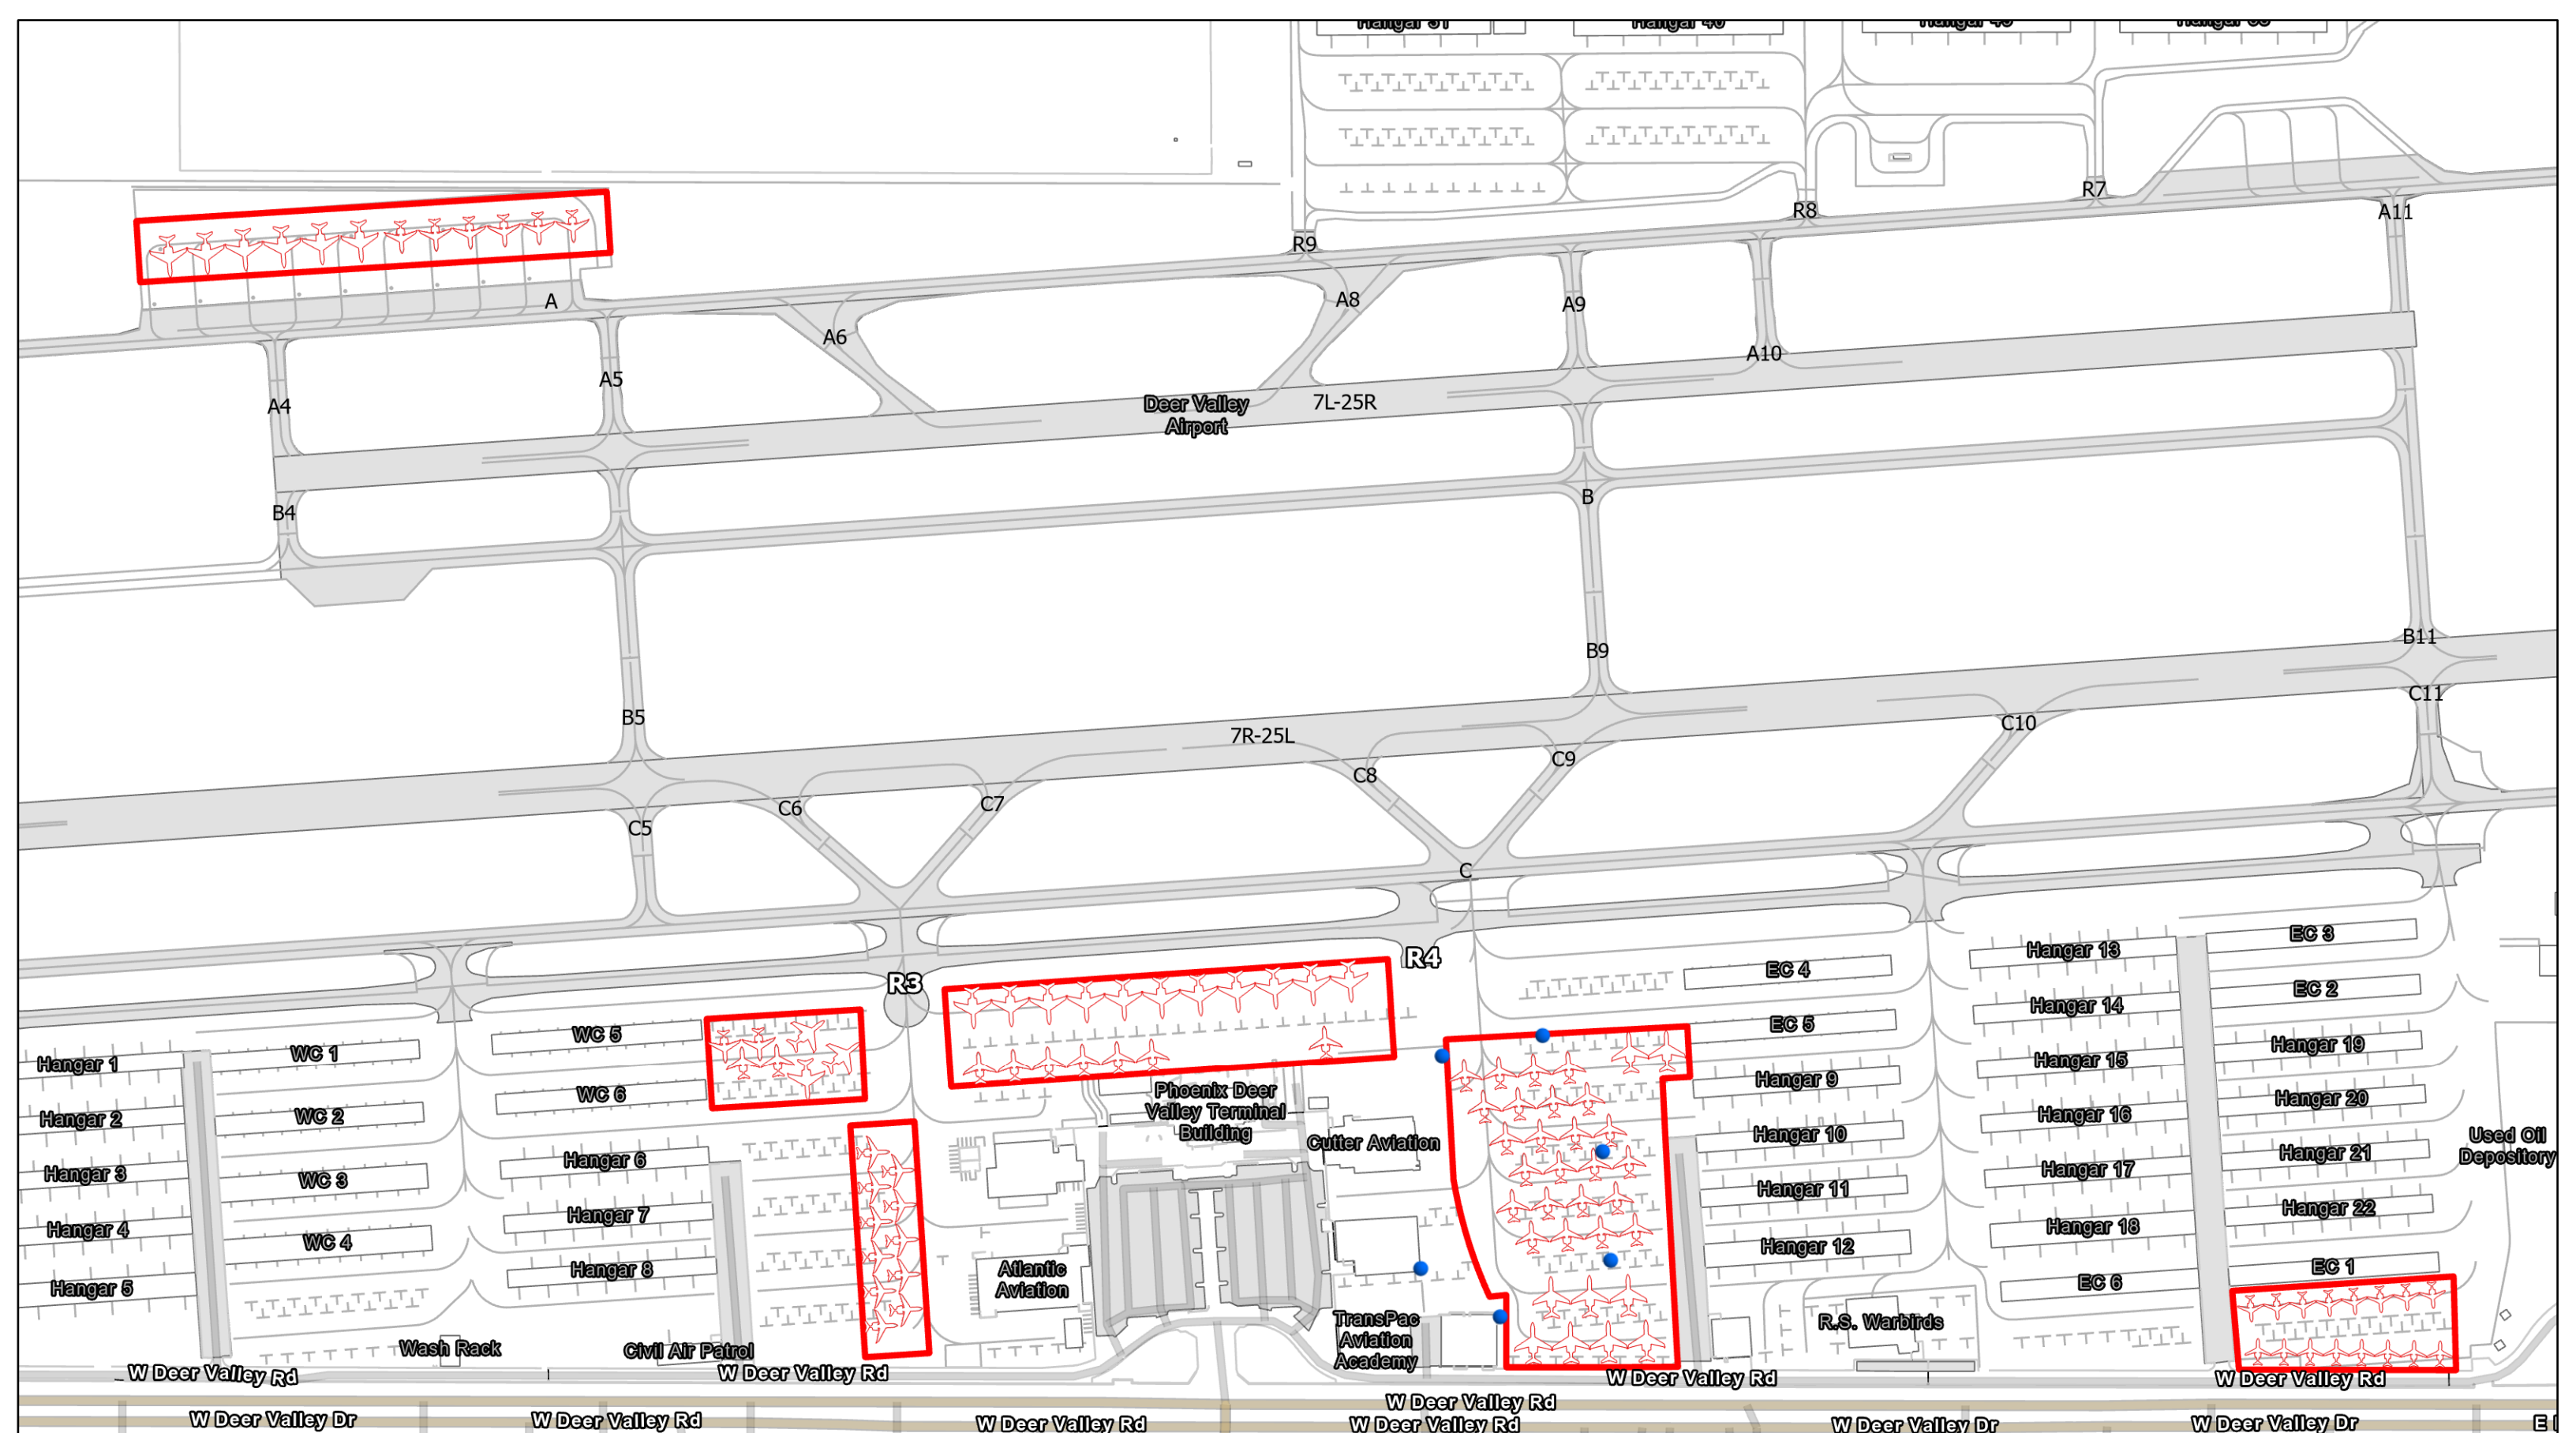 Hangar 40
R7
R8
A11
R9
A
A8
A9
A6
A10
A5
A4
Deer Valley
Airport
7L-25R
B
B4
B11
B9
C11
B5
C10
7R-25L
C9
C8
C7
C6
C5
C
EC 3
Hangar 13
R4
EC 4
R3
EC 2
Hangar 14
EC 5
WC 5
Hangar 19
WC 1
Hangar 15
Hangar 1
Hangar 9
Phoenix Deer
Valley Terminal
Building
WC 6
Hangar 20
Hangar 16
WC 2
Hangar 2
Hangar 10
Cutter Aviation
Used Oil
Depository
Hangar 21
Hangar 6
Hangar 17
Hangar 3
WC 3
Hangar 11
Hangar 22
Hangar 7
Hangar 18
Hangar 4
WC 4
Hangar 12
EC 1
Atlantic
Aviation
Hangar 8
EC 6
Hangar 5
TransPac
Aviation
Academy
R.S. Warbirds
Wash Rack
Civil Air Patrol
W Deer Valley Rd
W Deer Valley Rd
W Deer Valley Rd
W Deer Valley Rd
W Deer Valley Rd
W Deer Valley Dr
W Deer Valley Rd
W Deer Valley Rd
W Deer Valley Rd
W Deer Valley Dr
W Deer Valley Dr